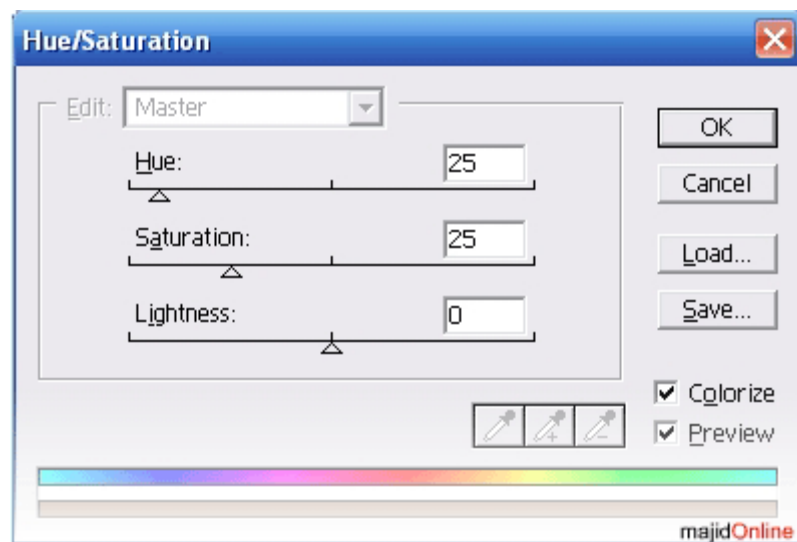 Hue/Saturation
Edit: Master
OK
Hue: 25
Cancel
Saturation: 25
Load...
Lightness: 0
Save...
Colorize
Preview
majidOnline